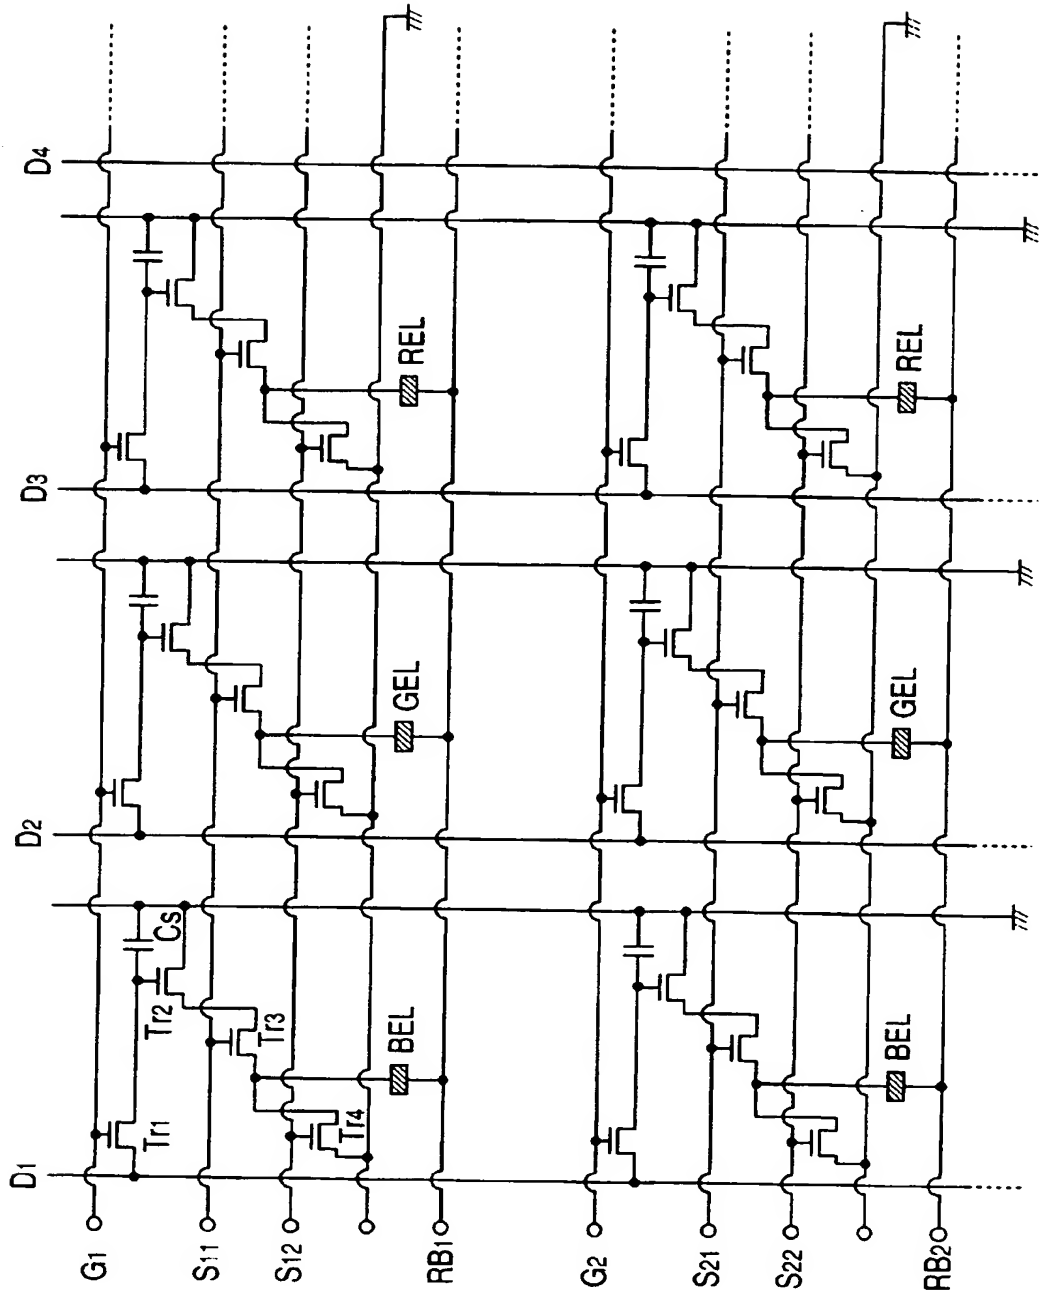 D1
D2
D3
D4
G1
Tr1
Tr2
Cs
S11
Tr3
S12
Tr4
BEL
GEL
REL
RB1
G2
S21
S22
BEL
GEL
REL
RB2